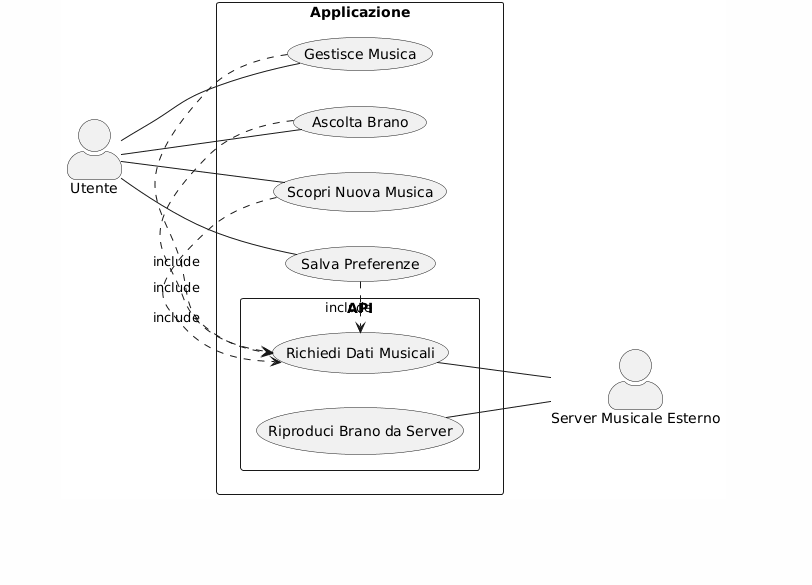 Applicazione
Gestisce Musica
Ascolta Brano
Utente
Scopri Nuova Musica
Salva Preferenze
include
include
include
include
API
Richiedi Dati Musicali
Riproduci Brano da Server
Server Musicale Esterno